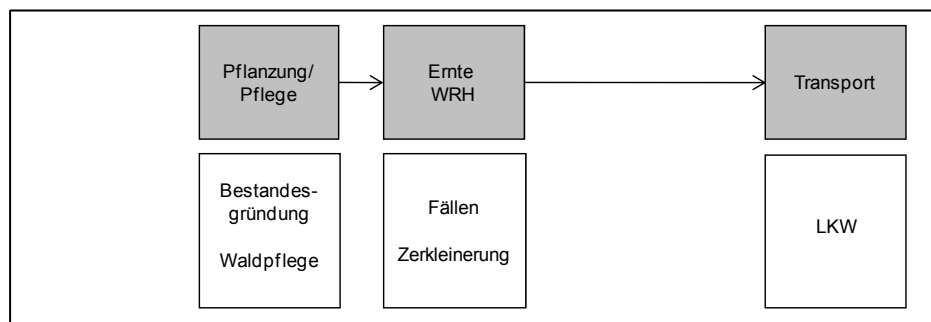 Pflanzung/
Pflege
Ernte
WRH
Transport
Bestandes-
gründung
Waldpflege
Fällen
Zerkleinerung
LKW